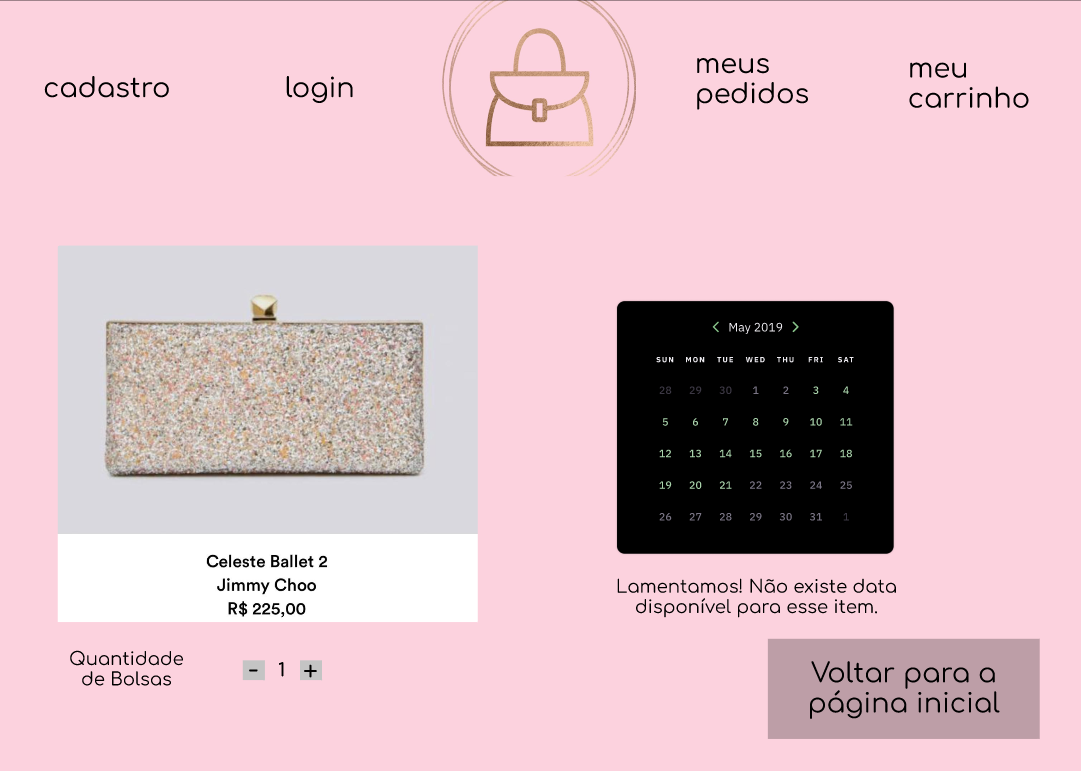 cadastro
login
meus
pedidos
meu
carrinho
Celeste Ballet 2
Jimmy Choo
R$ 225,00
Quantidade
de Bolsas
- 1 +
May 2019
SUN MON TUE WED THU FRI SAT
28 29 30 1 2 3 4
5 6 7 8 9 10 11
12 13 14 15 16 17 18
19 20 21 22 23 24 25
26 27 28 29 30 31 1
Lamentamos! Não existe data
disponível para esse item.
Voltar para a
página inicial